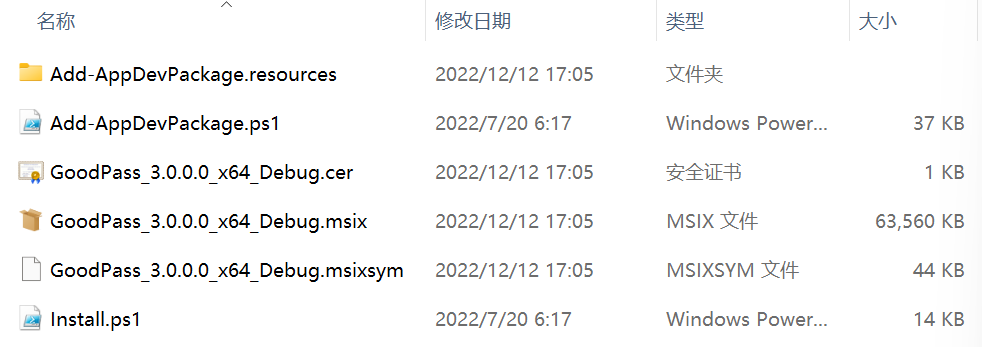 名称 修改日期 类型 大小
Add-AppDevPackage.resources 2022/12/12 17:05 文件夹
Add-AppDevPackage.ps1 2022/7/20 6:17 Windows Power... 37 KB
GoodPass_3.0.0.0_x64_Debug.cer 2022/12/12 17:05 安全证书 1 KB
GoodPass_3.0.0.0_x64_Debug.msix 2022/12/12 17:05 MSIX 文件 63,560 KB
GoodPass_3.0.0.0_x64_Debug.msixsym 2022/12/12 17:05 MSIXSYM 文件 44 KB
Install.ps1 2022/7/20 6:17 Windows Power... 14 KB